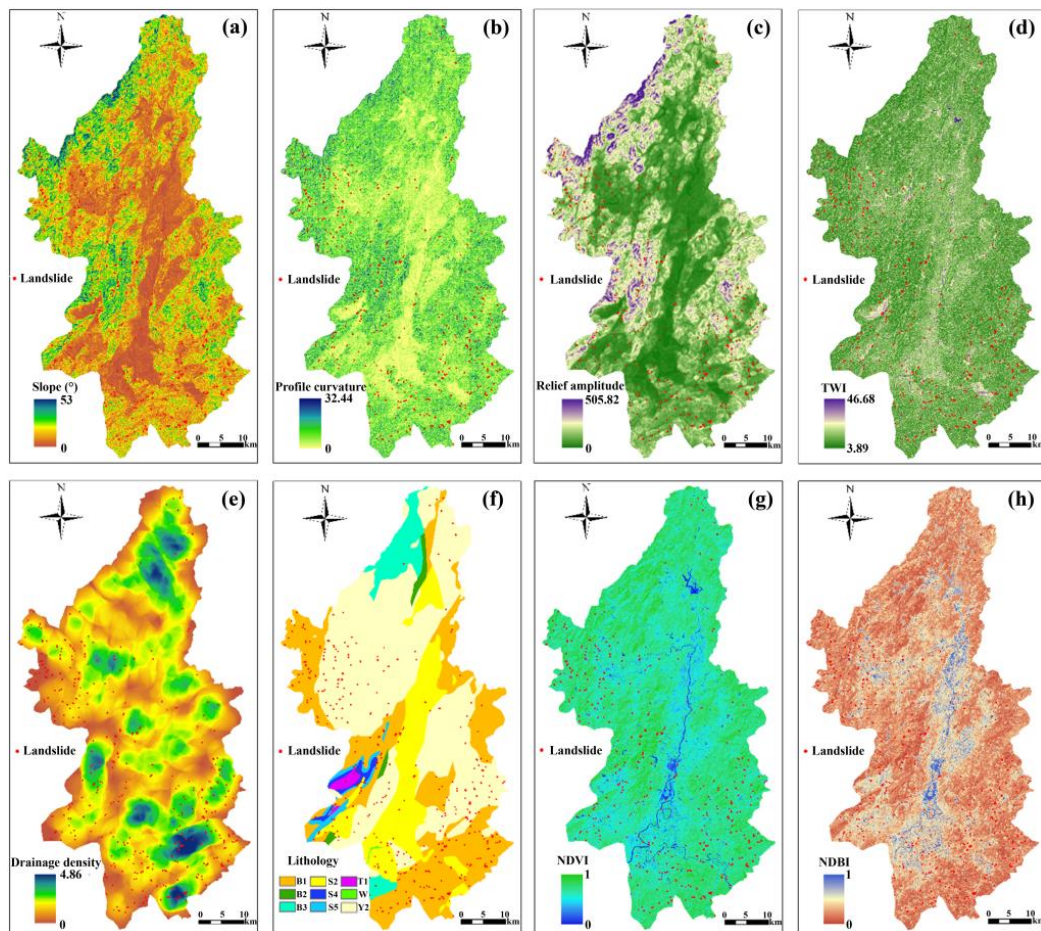 N
(a)
Landslide
Slope (°)
53
0
0 5 10
km
(b)
Landslide
Profile curvature
32.44
0
0 5 10
km
N
(c)
Landslide
Relief amplitude
505.82
0
0 5 10
km
N
(d)
TWI
46.68
3.89
0 5 10
km
N
(e)
Landslide
Drainage density
4.86
0
0 5 10
km
N
(f)
Landslide
Lithology
B1 S2 T1
B2 S4 W
B3 S5 Y2
0 5 10
km
N
(g)
Landslide
NDVI
1
0
0 5 10
km
N
(h)
NDBI
1
0
0 5 10
km